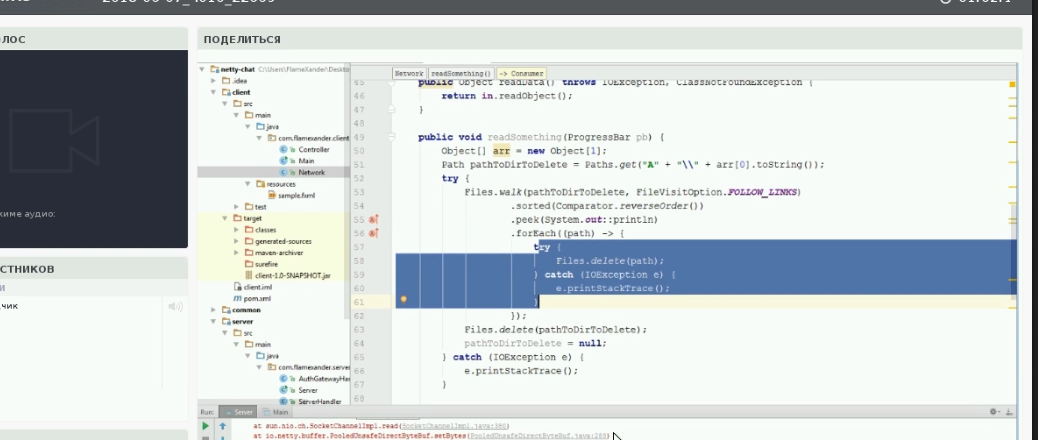 ЛОС
ПОДЕЛИТЬСЯ
жиме аудио:
СТНИКОВ
И
чик
netty-chat C:\Users\FlameXander\Deskto
.idea
client
src
main
java
com.flamexander.client
Controller
Main
Network
resources
sample.fxml
test
target
classes
generated-sources
maven-archiver
surefire
client-1.0-SNAPSHOT.jar
client.iml
pom.xml
common
server
src
main
java
com.flamexander.server
AuthGatewayHan
Server
ServerHandler
Network readSomething() -> Consumer
45 public Object readData() throws IOException, ClassNotFoundException {
46 return in.readObject();
47 }
48
49 public void readSomething(ProgressBar pb) {
50 Object[] arr = new Object[1];
51 Path pathToDirToDelete = Paths.get("A" + "\\" + arr[0].toString());
52 try {
53 Files.walk(pathToDirToDelete, FileVisitOption.FOLLOW_LINKS)
54 .sorted(Comparator.reverseOrder())
55 .peek(System.out::println)
56 .forEach((path) -> {
57 try {
58 Files.delete(path);
59 } catch (IOException e) {
60 e.printStackTrace();
61 }
62 });
63 Files.delete(pathToDirToDelete);
64 pathToDirToDelete = null;
65 } catch (IOException e) {
66 e.printStackTrace();
67 }
68
Run: Server Main
at sun.nio.ch.SocketChannelImpl.read(SocketChannelImpl.java:380)
at io.netty.buffer.PooledUnsafeDirectByteBuf.setBytes(PooledUnsafeDirectByteBuf.java:288)